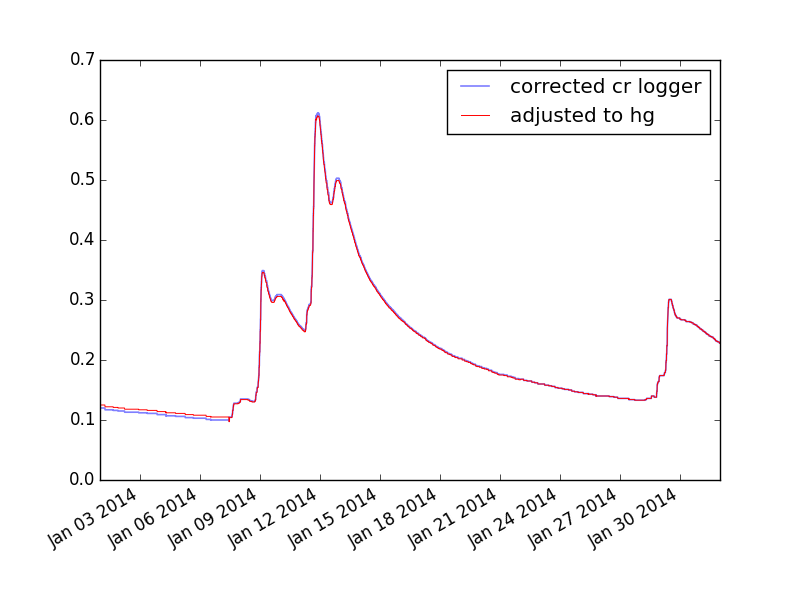 0.7
0.6
0.5
0.4
0.3
0.2
0.1
0.0
corrected cr logger
adjusted to hg
Jan 03 2014
Jan 06 2014
Jan 09 2014
Jan 12 2014
Jan 15 2014
Jan 18 2014
Jan 21 2014
Jan 24 2014
Jan 27 2014
Jan 30 2014